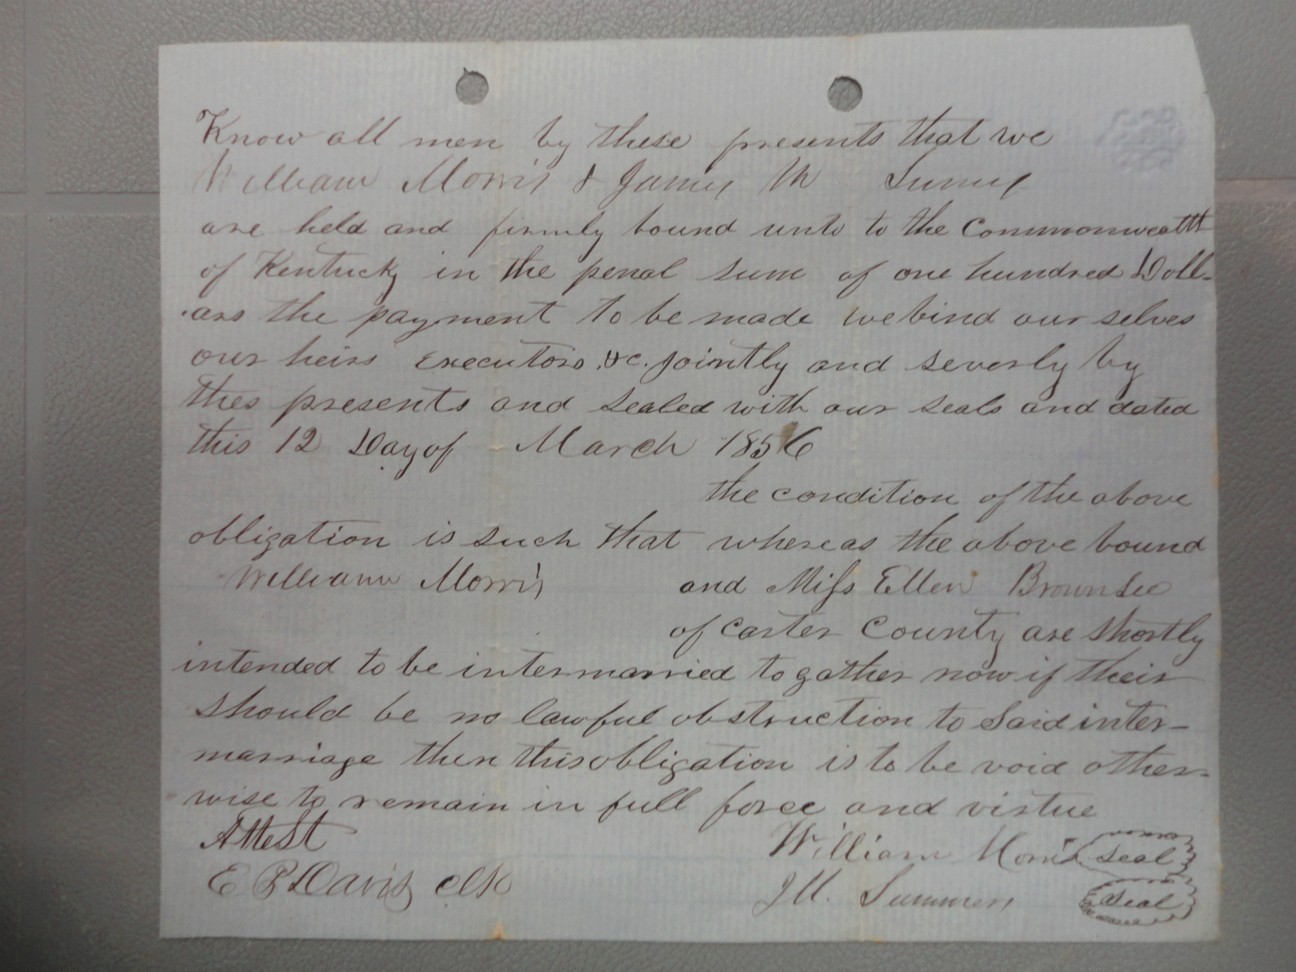 Know all men by these presents that we
William Morris & James M
are held and firmly bound unto to the Commonwealth
of Kentucky in the penal sum of one hundred Doll-
ars the payment to be made we bind our selves
our heirs Executors &c. jointly and severly by
thes presents and sealed with our seals and dated
this 12 Day of March 1856
the condition of the above
obligation is such that whereas the above bound
William Morris and Miss Ellen Brownlee
of Carter County are shortly
intended to be intermarried togather now if their
should be no lawful obstruction to Said inter-
marriage then this obligation is to be void other-
wise to remain in full force and virtue
Attest William Morris seal
E P Davis clk J M. Summers seal